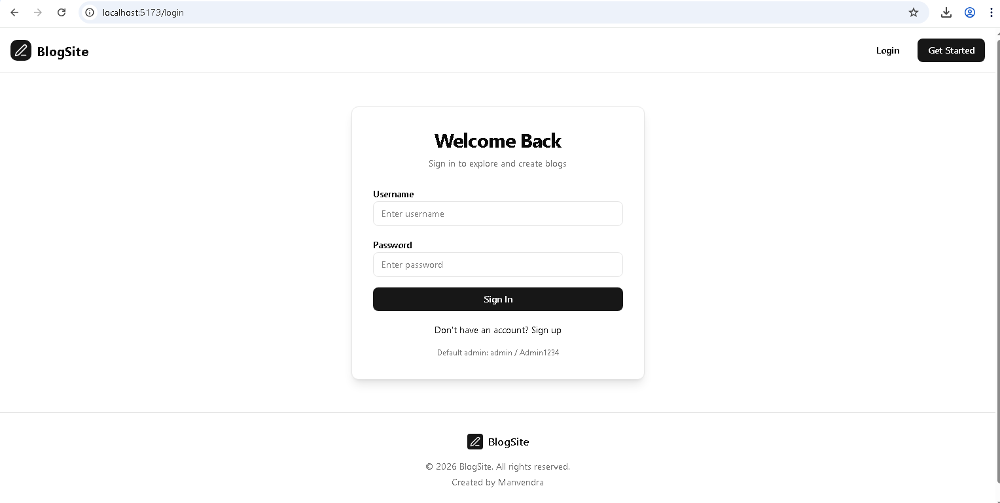 localhost:5173/login
BlogSite
Login
Get Started
Welcome Back
Sign in to explore and create blogs
Username
Enter username
Password
Enter password
Sign In
Don't have an account? Sign up
Default admin: admin / Admin1234
BlogSite
© 2026 BlogSite. All rights reserved.
Created by Manvendra